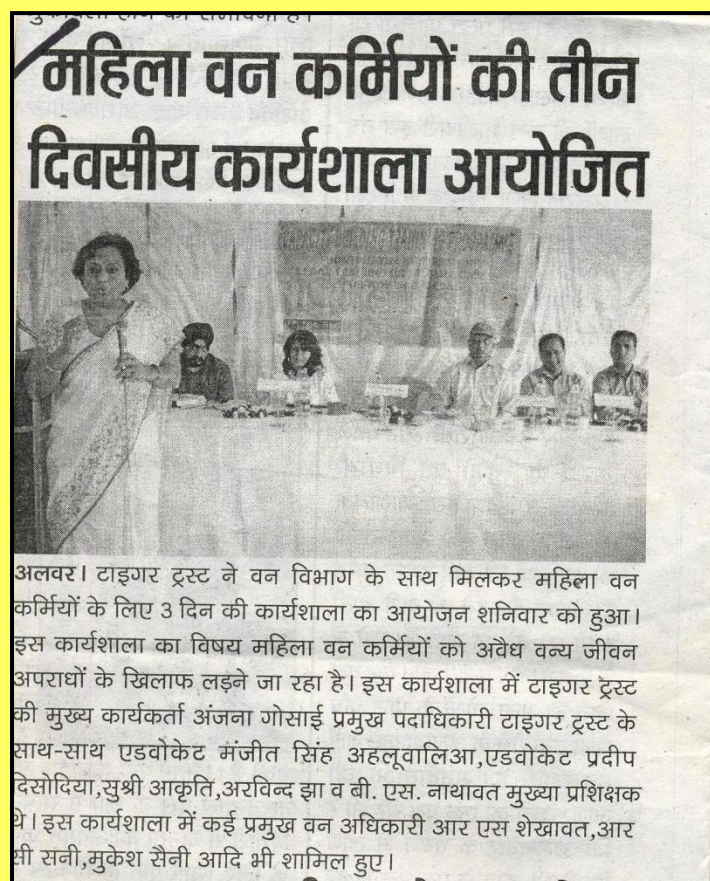 महिला वन कर्मियों की तीन
दिवसीय कार्यशाला आयोजित
अलवर। टाइगर ट्रस्ट ने वन विभाग के साथ मिलकर महिला वन
कर्मियों के लिए 3 दिन की कार्यशाला का आयोजन शनिवार को हुआ।
इस कार्यशाला का विषय महिला वन कर्मियों को अवैध वन्य जीवन
अपराधों के खिलाफ लड़ने जा रहा है। इस कार्यशाला में टाइगर ट्रस्ट
की मुख्य कार्यकर्ता अंजना गोसाई प्रमुख पदाधिकारी टाइगर ट्रस्ट के
साथ-साथ एडवोकेट मंजीत सिंह अहलूवालिआ,एडवोकेट प्रदीप
दिसोदिया,सुश्री आकृति,अरविन्द झा व बी. एस. नाथावत मुख्या प्रशिक्षक
थे। इस कार्यशाला में कई प्रमुख वन अधिकारी आर एस शेखावत,आर
सी सनी,मुकेश सैनी आदि भी शामिल हुए।